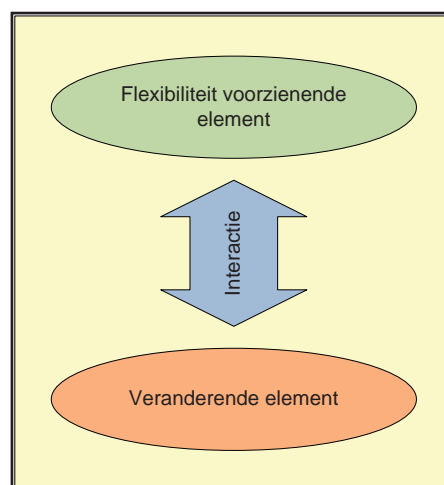 Flexibiliteit voorzienende
element
Interactie
Veranderende element